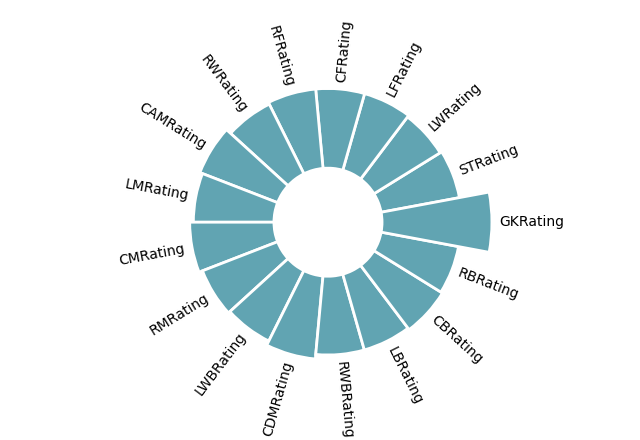 CFRating
RFRating
LFRating
RWRating
LWRating
CAMRating
STRating
LMRating
GKRating
CMRating
RBRating
RMRating
CBRating
LWBRating
LBRating
CDMRating
RWBRating